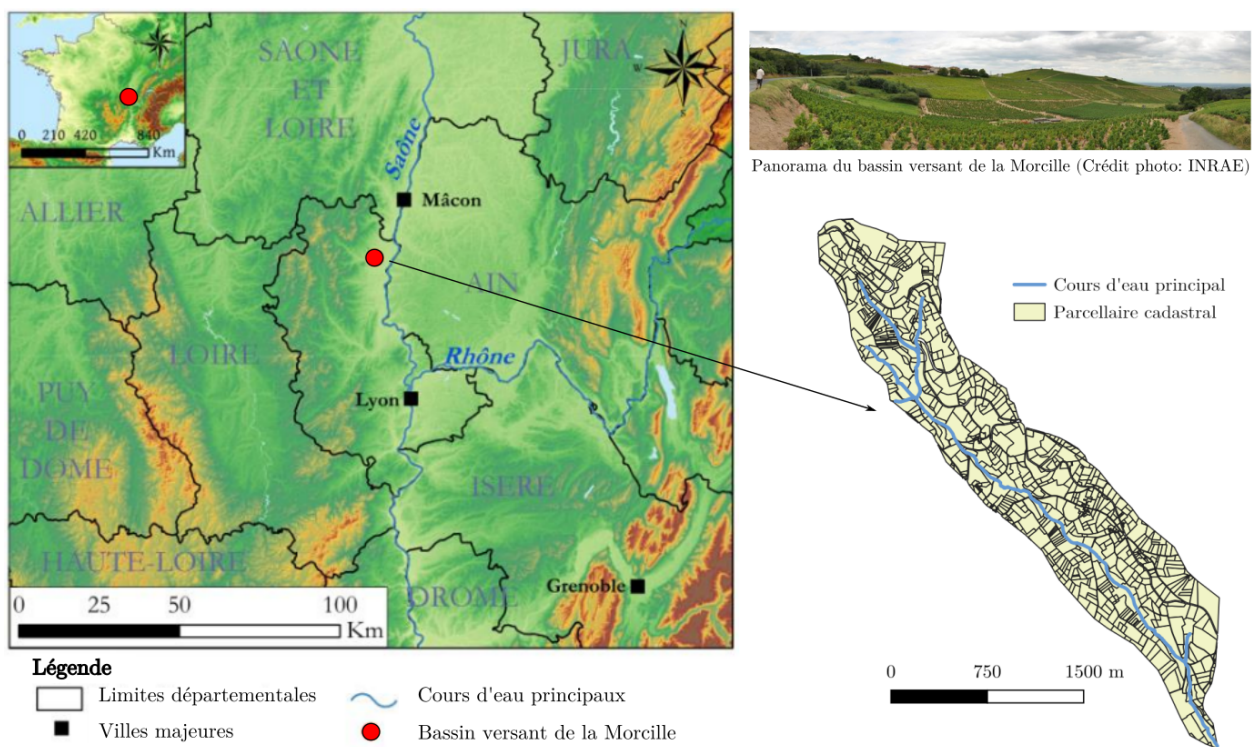 0 210 420 840
Km
N
W E
S
SAONE
ET
LOIRE
JURA
Saône
ALLIER
Mâcon
AIN
LOIRE
Rhône
PUY
DE
DOME
Lyon
ISERE
HAUTE-LOIRE
DROME
Grenoble
0 25 50 100
Km
Légende
Limites départementales
Cours d'eau principaux
Villes majeures
Bassin versant de la Morcille
Panorama du bassin versant de la Morcille (Crédit photo: INRAE)
Cours d'eau principal
Parcellaire cadastral
0 750 1500 m